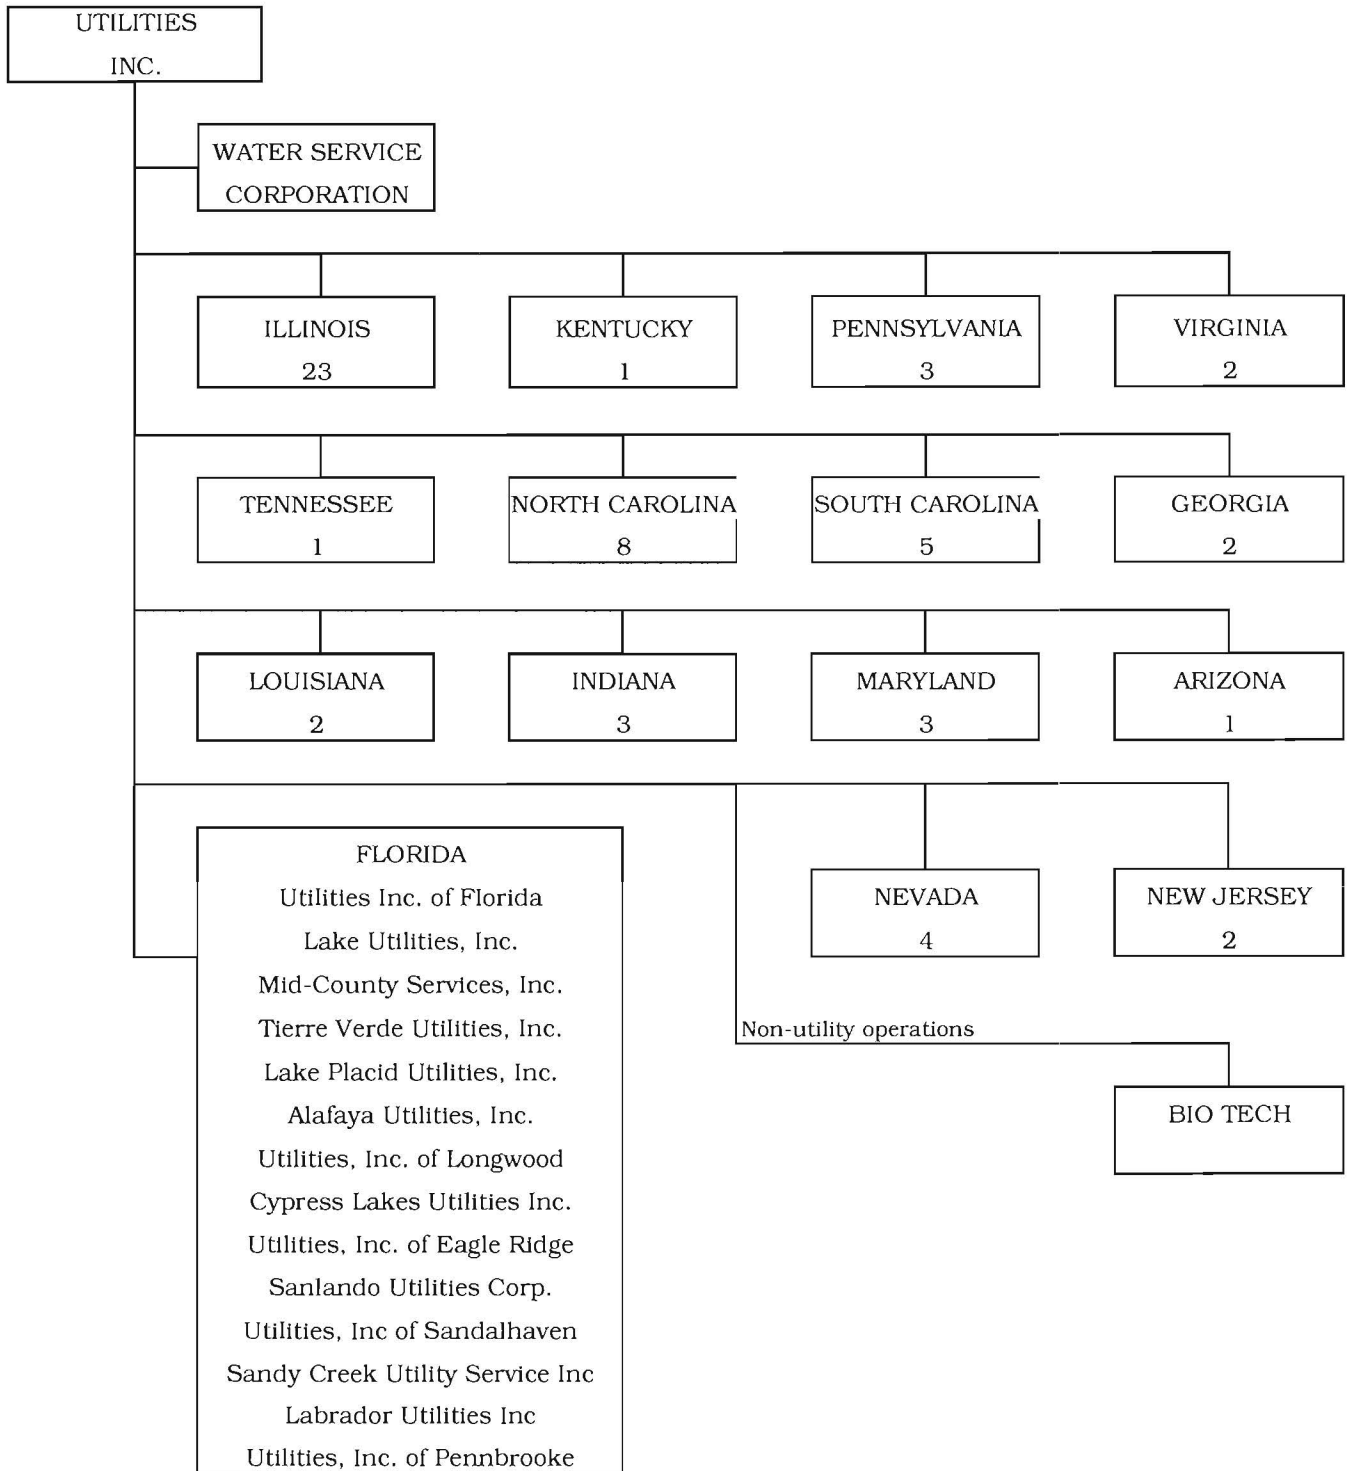 UTILITIES
INC.
WATER SERVICE
CORPORATION
ILLINOIS
23
KENTUCKY
1
PENNSYLVANIA
3
VIRGINIA
2
TENNESSEE
1
NORTH CAROLINA
8
SOUTH CAROLINA
5
GEORGIA
2
LOUISIANA
2
INDIANA
3
MARYLAND
3
ARIZONA
1
FLORIDA
Utilities Inc. of Florida
Lake Utilities, Inc.
Mid-County Services, Inc.
Tierre Verde Utilities, Inc.
Lake Placid Utilities, Inc.
Alafaya Utilities, Inc.
Utilities, Inc. of Longwood
Cypress Lakes Utilities Inc.
Utilities, Inc. of Eagle Ridge
Sanlando Utilities Corp.
Utilities, Inc of Sandalhaven
Sandy Creek Utility Service Inc
Labrador Utilities Inc
Utilities, Inc. of Pennbrooke
NEVADA
4
NEW JERSEY
2
Non-utility operations
BIO TECH